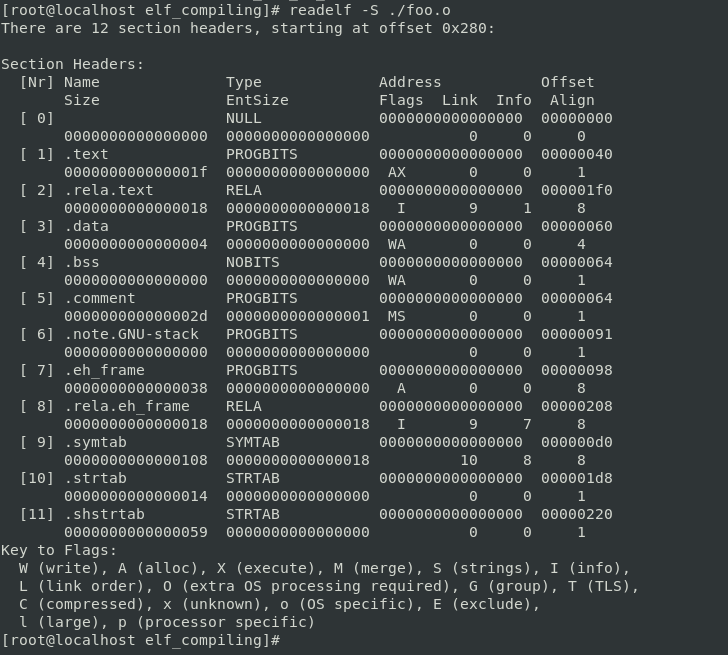 [root@localhost elf_compiling]# readelf -S ./foo.o
There are 12 section headers, starting at offset 0x280:

Section Headers:
  [Nr] Name              Type             Address           Offset
       Size              EntSize          Flags  Link  Info  Align
  [ 0]                   NULL             0000000000000000  00000000
       0000000000000000  0000000000000000           0     0     0
  [ 1] .text             PROGBITS         0000000000000000  00000040
       000000000000001f  0000000000000000  AX       0     0     1
  [ 2] .rela.text        RELA             0000000000000000  000001f0
       0000000000000018  0000000000000018   I       9     1     8
  [ 3] .data             PROGBITS         0000000000000000  00000060
       0000000000000004  0000000000000000  WA       0     0     4
  [ 4] .bss              NOBITS           0000000000000000  00000064
       0000000000000000  0000000000000000  WA       0     0     1
  [ 5] .comment          PROGBITS         0000000000000000  00000064
       000000000000002d  0000000000000001  MS       0     0     1
  [ 6] .note.GNU-stack   PROGBITS         0000000000000000  00000091
       0000000000000000  0000000000000000           0     0     1
  [ 7] .eh_frame         PROGBITS         0000000000000000  00000098
       0000000000000038  0000000000000000   A       0     0     8
  [ 8] .rela.eh_frame    RELA             0000000000000000  00000208
       0000000000000018  0000000000000018   I       9     7     8
  [ 9] .symtab           SYMTAB           0000000000000000  000000d0
       0000000000000108  0000000000000018          10     8     8
  [10] .strtab           STRTAB           0000000000000000  000001d8
       0000000000000014  0000000000000000           0     0     1
  [11] .shstrtab         STRTAB           0000000000000000  00000220
       0000000000000059  0000000000000000           0     0     1
Key to Flags:
  W (write), A (alloc), X (execute), M (merge), S (strings), I (info),
  L (link order), O (extra OS processing required), G (group), T (TLS),
  C (compressed), x (unknown), o (OS specific), E (exclude),
  l (large), p (processor specific)
[root@localhost elf_compiling]#